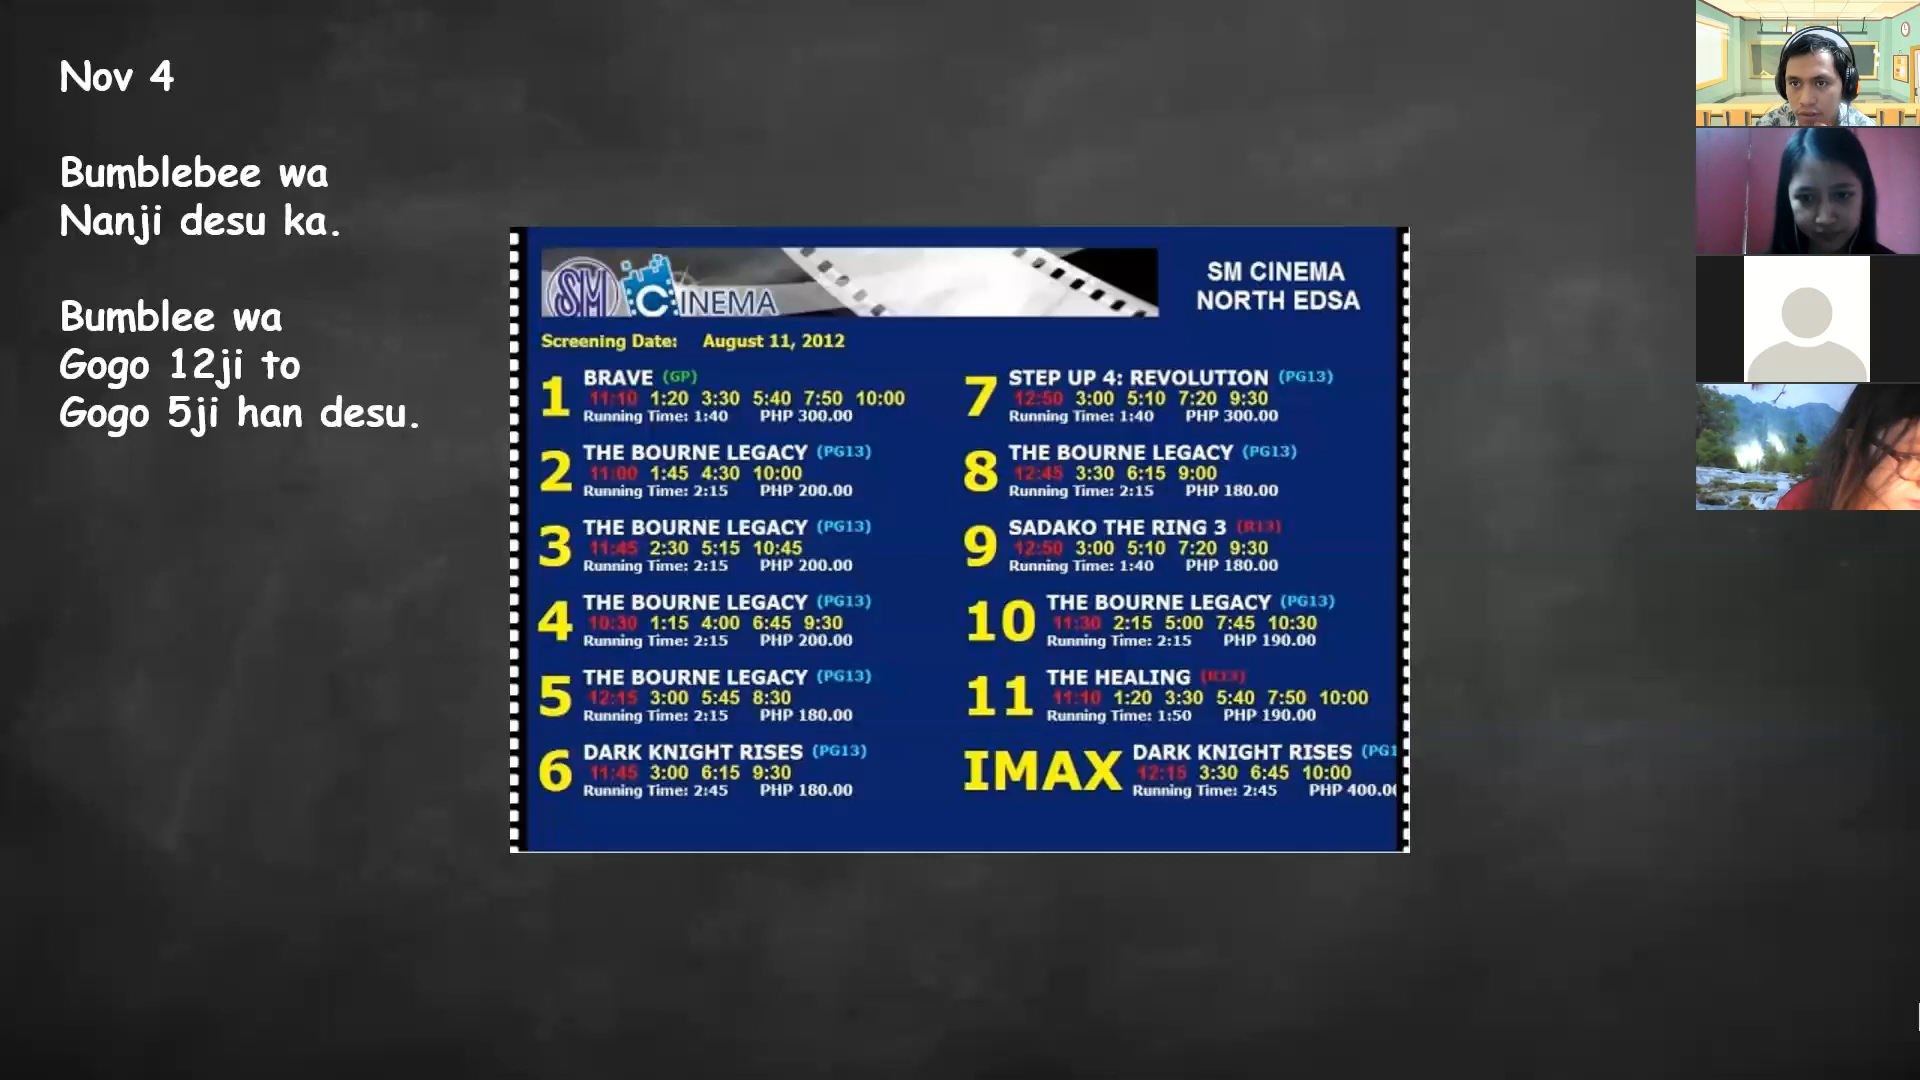 Nov 4
Bumblebee wa
Nanji desu ka.
Bumblee wa
Gogo 12ji to
Gogo 5ji han desu.
SM CINEMA
SM CINEMA
NORTH EDSA
Screening Date: August 11, 2012
1 BRAVE (GP)
11:10 1:20 3:30 5:40 7:50 10:00
Running Time: 1:40 PHP 300.00
2 THE BOURNE LEGACY (PG13)
11:00 1:45 4:30 10:00
Running Time: 2:15 PHP 200.00
3 THE BOURNE LEGACY (PG13)
11:45 2:30 5:15 10:45
Running Time: 2:15 PHP 200.00
4 THE BOURNE LEGACY (PG13)
10:30 1:15 4:00 6:45 9:30
Running Time: 2:15 PHP 200.00
5 THE BOURNE LEGACY (PG13)
12:15 3:00 5:45 8:30
Running Time: 2:15 PHP 180.00
6 DARK KNIGHT RISES (PG13)
11:45 3:00 6:15 9:30
Running Time: 2:45 PHP 180.00
7 STEP UP 4: REVOLUTION (PG13)
12:50 3:00 5:10 7:20 9:30
Running Time: 1:40 PHP 300.00
8 THE BOURNE LEGACY (PG13)
12:45 3:30 6:15 9:00
Running Time: 2:15 PHP 180.00
9 SADAKO THE RING 3 (R13)
12:50 3:00 5:10 7:20 9:30
Running Time: 1:40 PHP 180.00
10 THE BOURNE LEGACY (PG13)
11:30 2:15 5:00 7:45 10:30
Running Time: 2:15 PHP 190.00
11 THE HEALING (R13)
11:10 1:20 3:30 5:40 7:50 10:00
Running Time: 1:50 PHP 190.00
IMAX DARK KNIGHT RISES (PG1
12:15 3:30 6:45 10:00
Running Time: 2:45 PHP 400.0